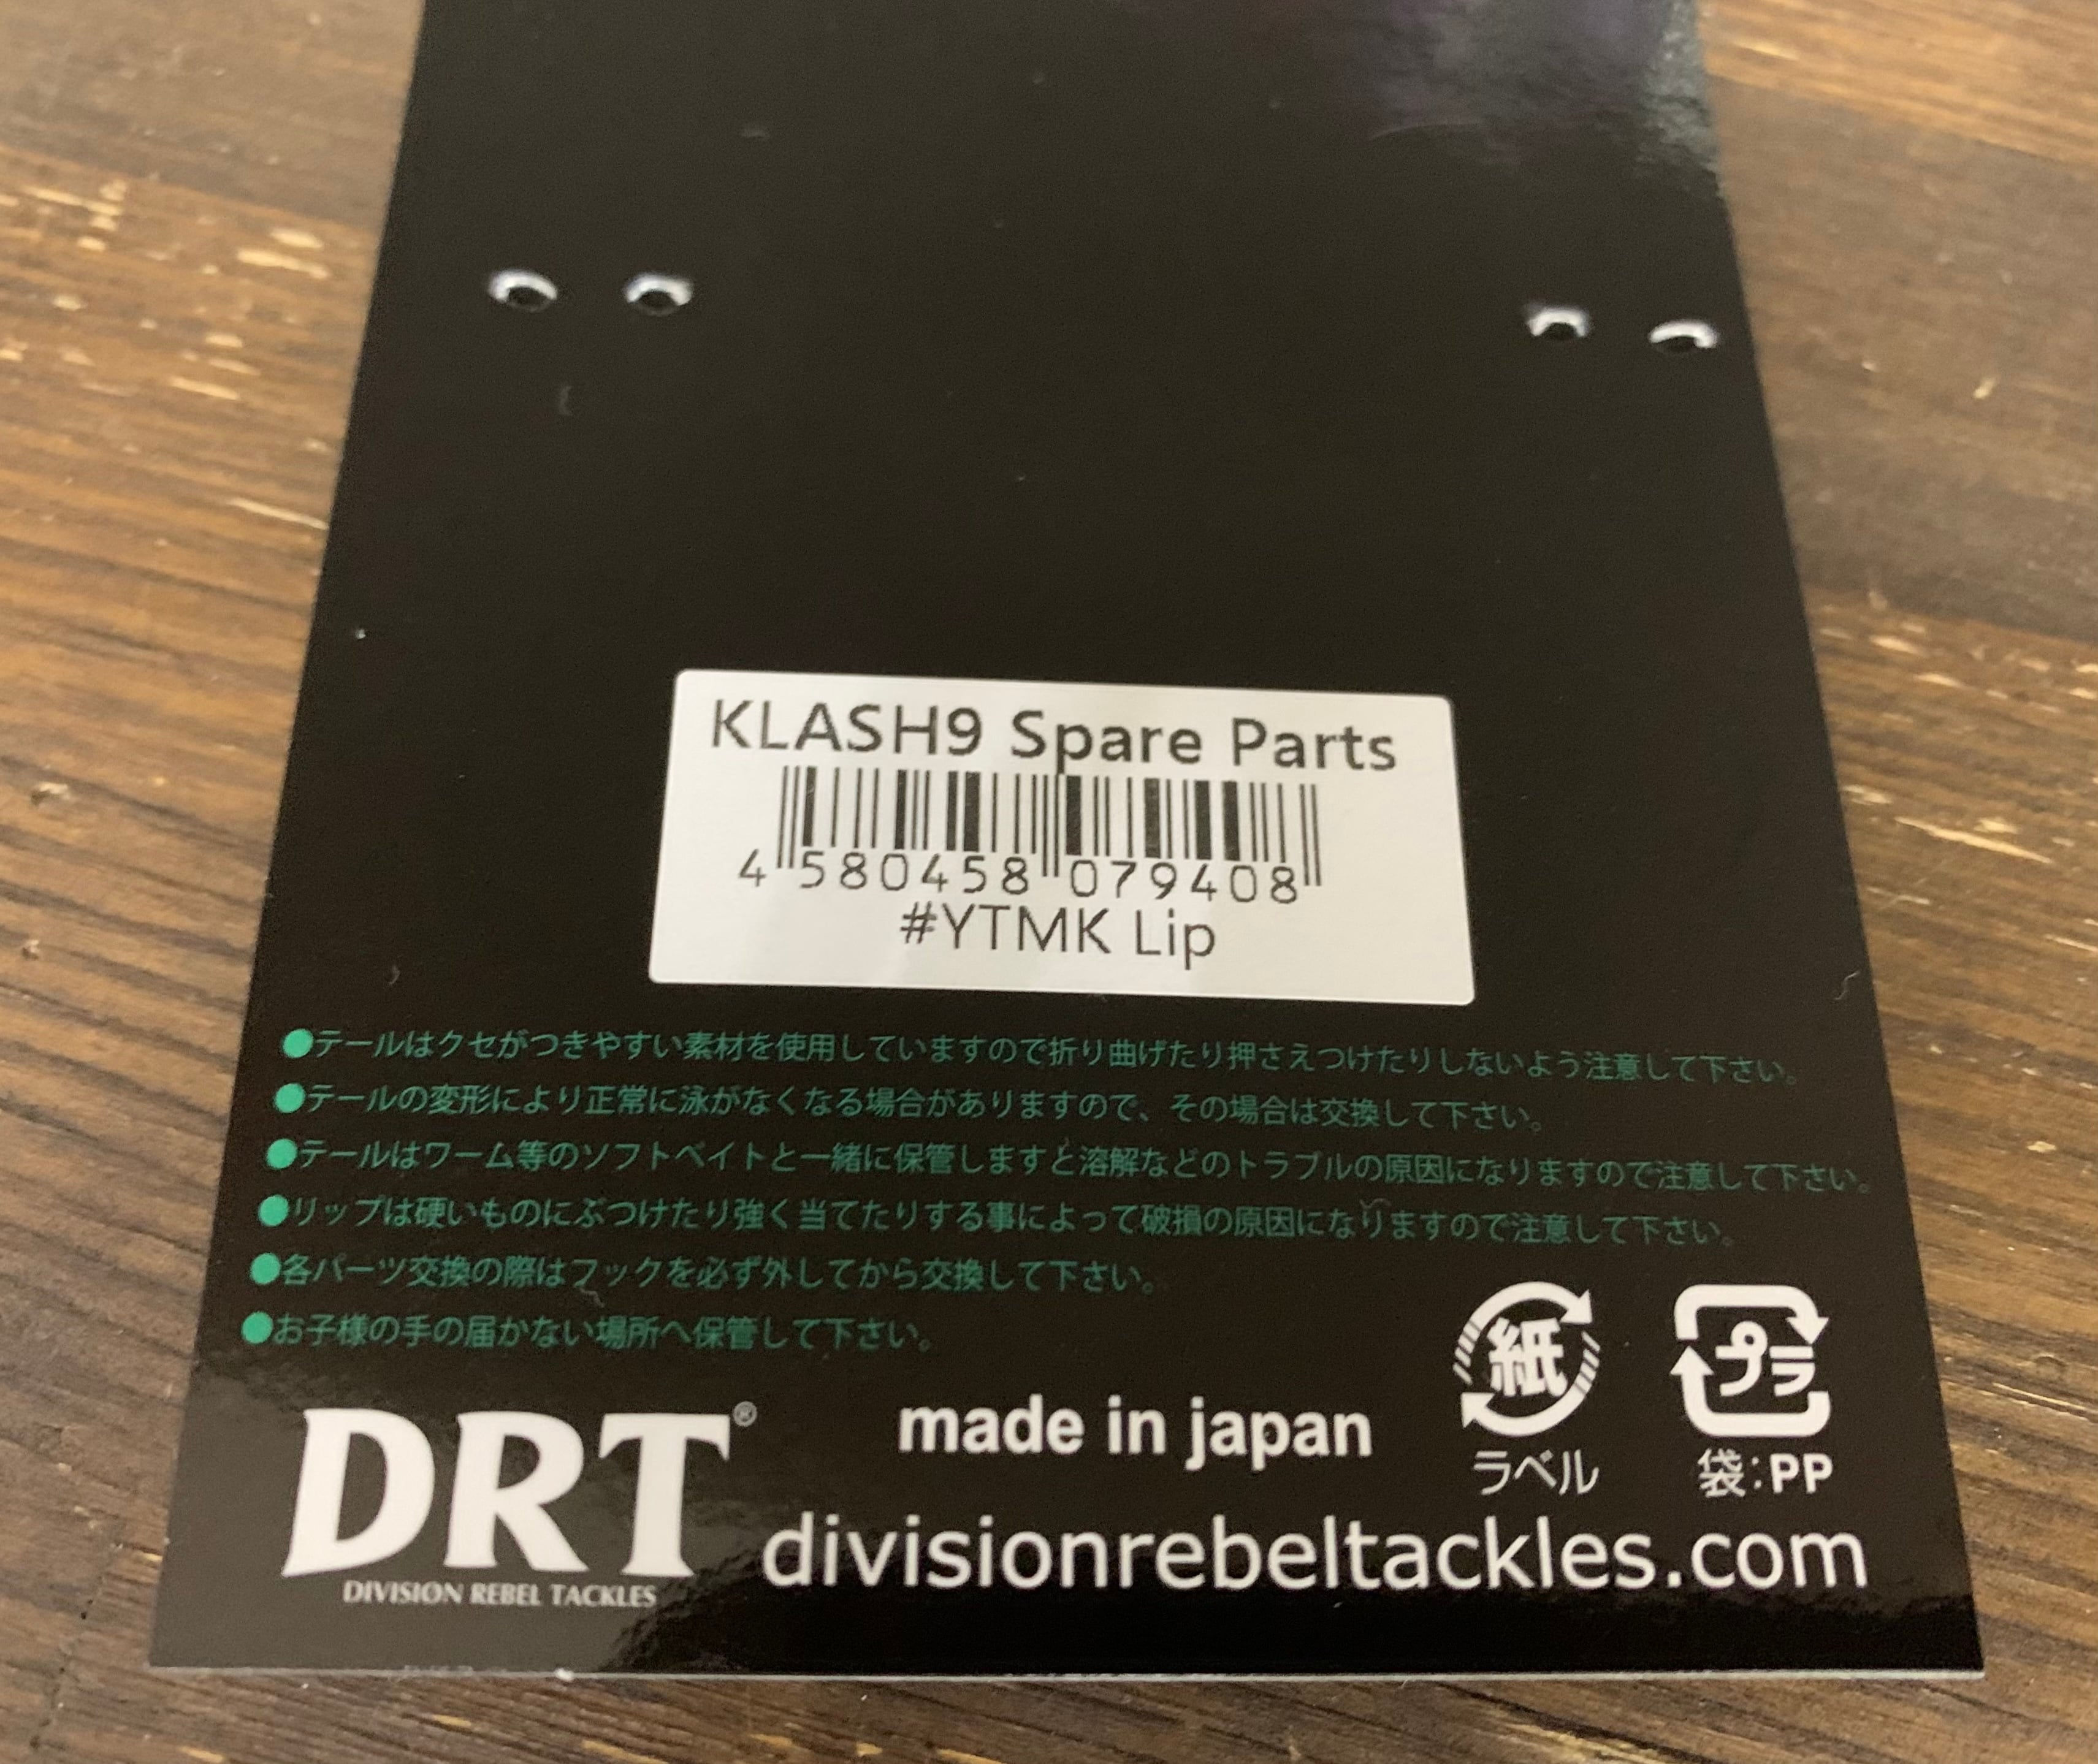 KLASH9 Spare Parts
4 580458 079408
#YTMK Lip
●テールはクセがつきやすい素材を使用していますので折り曲げたり押さえつけたりしないよう注意して下さい。
●テールの変形により正常に泳がなくなる場合がありますので、その場合は交換して下さい。
●テールはワーム等のソフトベイトと一緒に保管しますと溶解などのトラブルの原因になりますので注意して下さい。
●リップは硬いものにぶつけたり強く当てたりする事によって破損の原因になりますので注意して下さい。
●各パーツ交換の際はフックを必ず外してから交換して下さい。
●お子様の手の届かない場所へ保管して下さい。
紙 プラ
ラベル 袋:PP
DRT® made in japan
DIVISION REBEL TACKLES
divisionrebeltackles.com